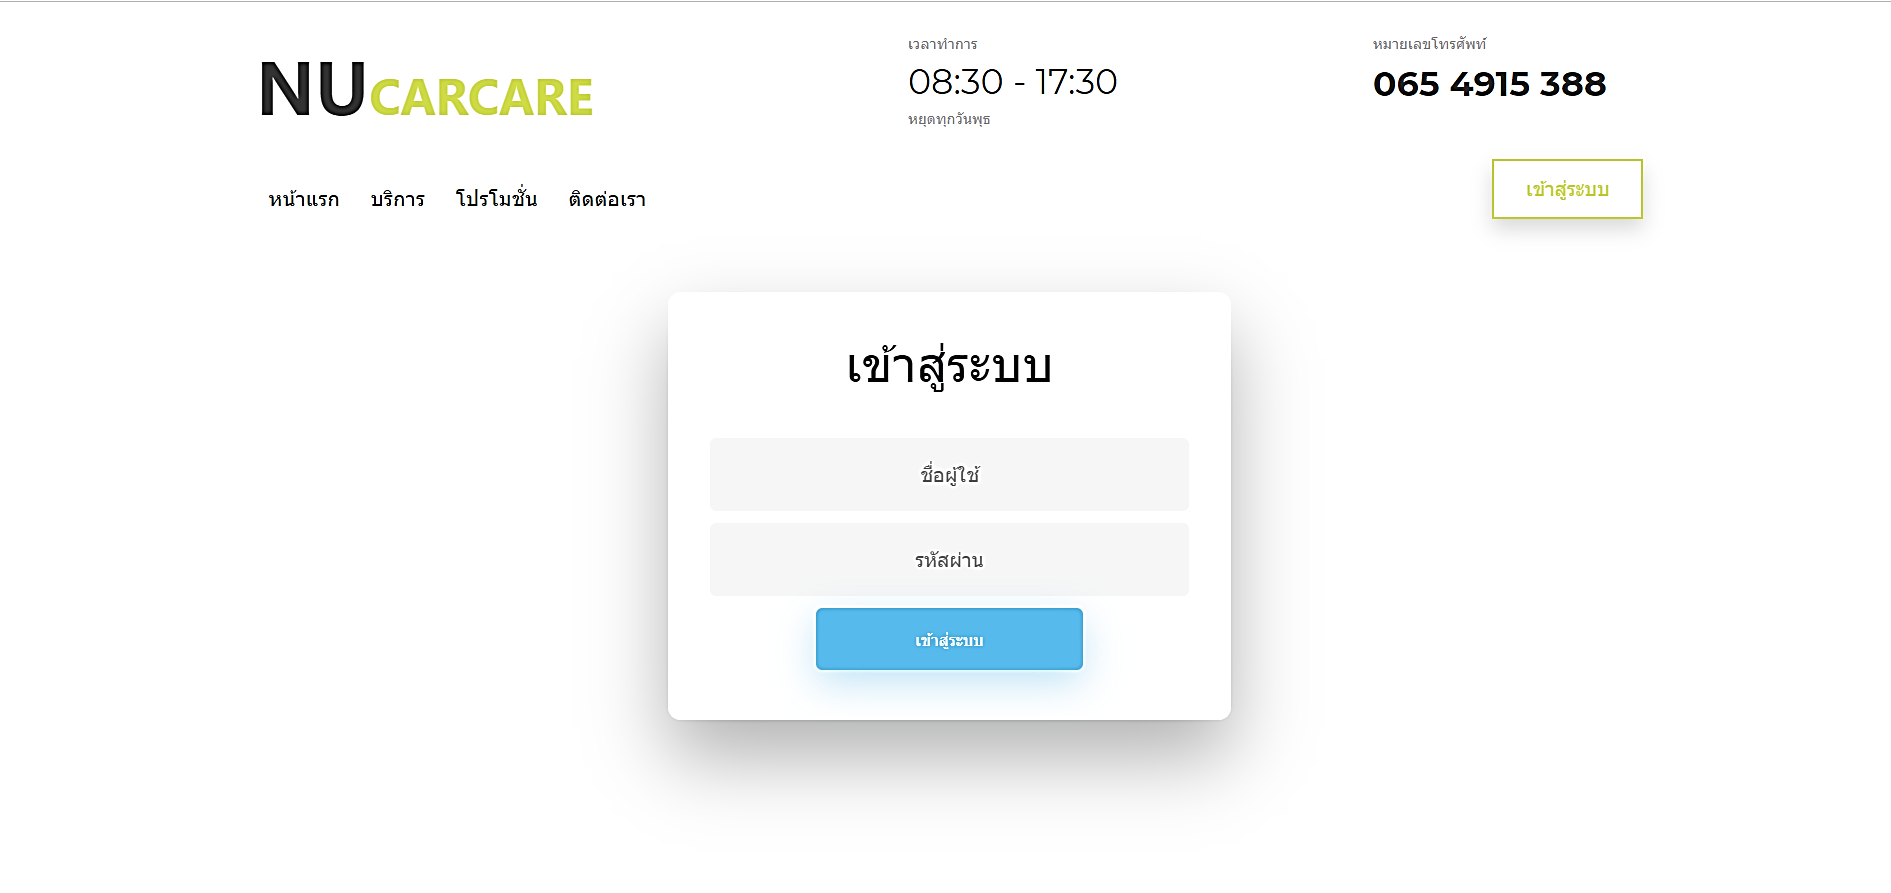 NUCARCARE
เวลาทำการ
08:30 - 17:30
หยุดทุกวันพุธ
หมายเลขโทรศัพท์
065 4915 388
หน้าแรก บริการ โปรโมชั่น ติดต่อเรา
เข้าสู่ระบบ
เข้าสู่ระบบ
ชื่อผู้ใช้
รหัสผ่าน
เข้าสู่ระบบ